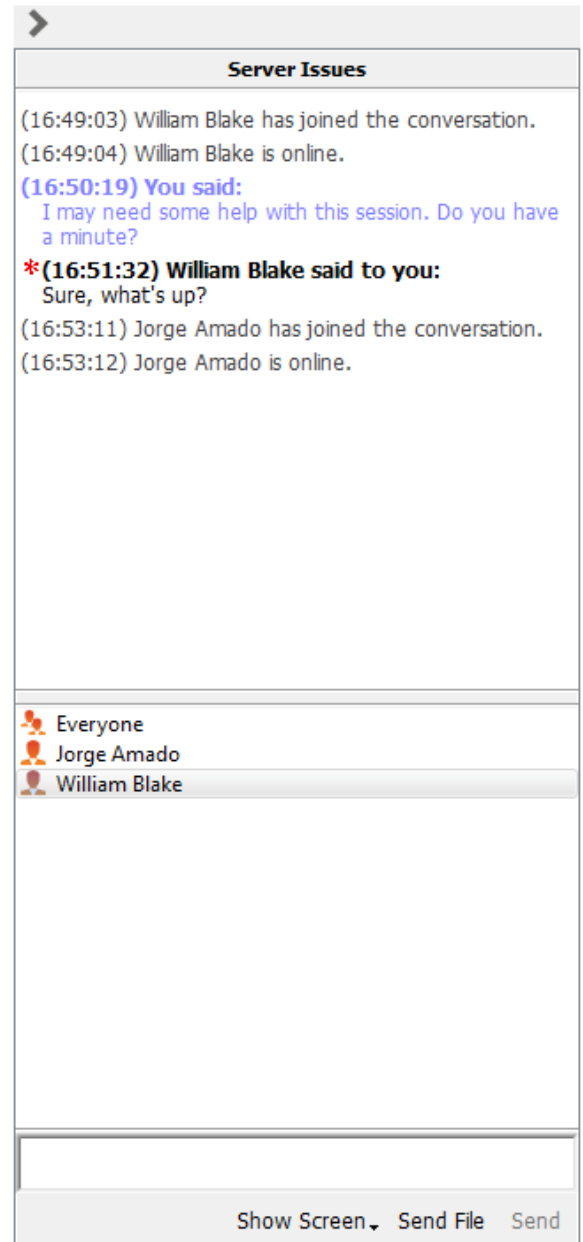 Server Issues
(16:49:03) William Blake has joined the conversation.
(16:49:04) William Blake is online.
(16:50:19) You said:
I may need some help with this session. Do you have
a minute?
*(16:51:32) William Blake said to you:
Sure, what's up?
(16:53:11) Jorge Amado has joined the conversation.
(16:53:12) Jorge Amado is online.
Everyone
Jorge Amado
William Blake
Show Screen Send File Send